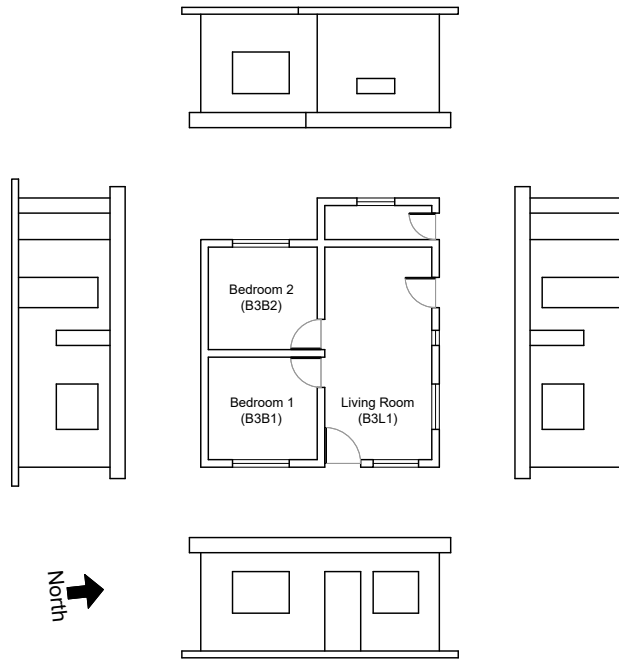 Bedroom 2
(B3B2)
Bedroom 1
(B3B1)
Living Room
(B3L1)
North